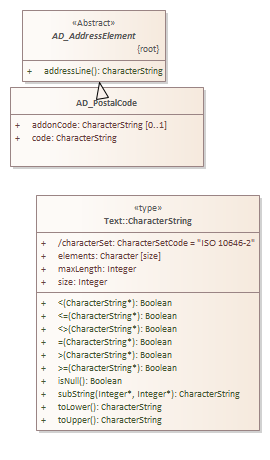 «Abstract»
AD_AddressElement
{root}
+ addressLine(): CharacterString
AD_PostalCode
+ addonCode: CharacterString [0..1]
+ code: CharacterString
«type»
Text::CharacterString
+ /characterSet: CharacterSetCode = "ISO 10646-2"
+ elements: Character [size]
+ maxLength: Integer
+ size: Integer
+ <(CharacterString*): Boolean
+ <=(CharacterString*): Boolean
+ <>(CharacterString*): Boolean
+ =(CharacterString*): Boolean
+ >(CharacterString*): Boolean
+ >=(CharacterString*): Boolean
+ isNull(): Boolean
+ subString(Integer*, Integer*): CharacterString
+ toLower(): CharacterString
+ toUpper(): CharacterString